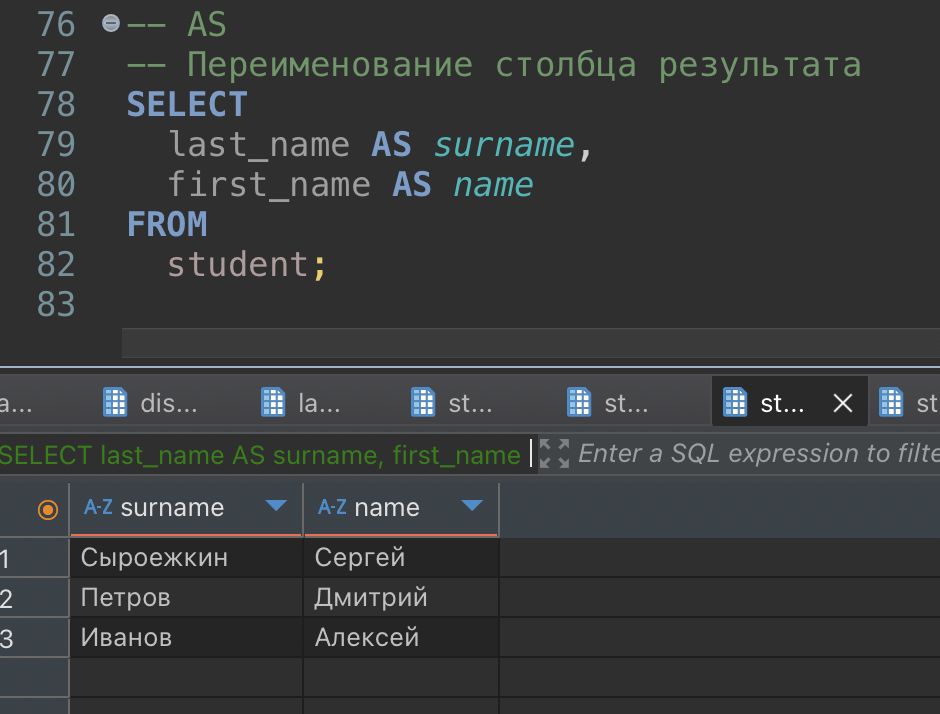 76 -- AS
77 -- Переименование столбца результата
78 SELECT
79 last_name AS surname,
80 first_name AS name
81 FROM
82 student;
83
a... dis... la... st... st... st... st
SELECT last_name AS surname, first_name Enter a SQL expression to filte
A-Z surname A-Z name
1 Сыроежкин Сергей
2 Петров Дмитрий
3 Иванов Алексей